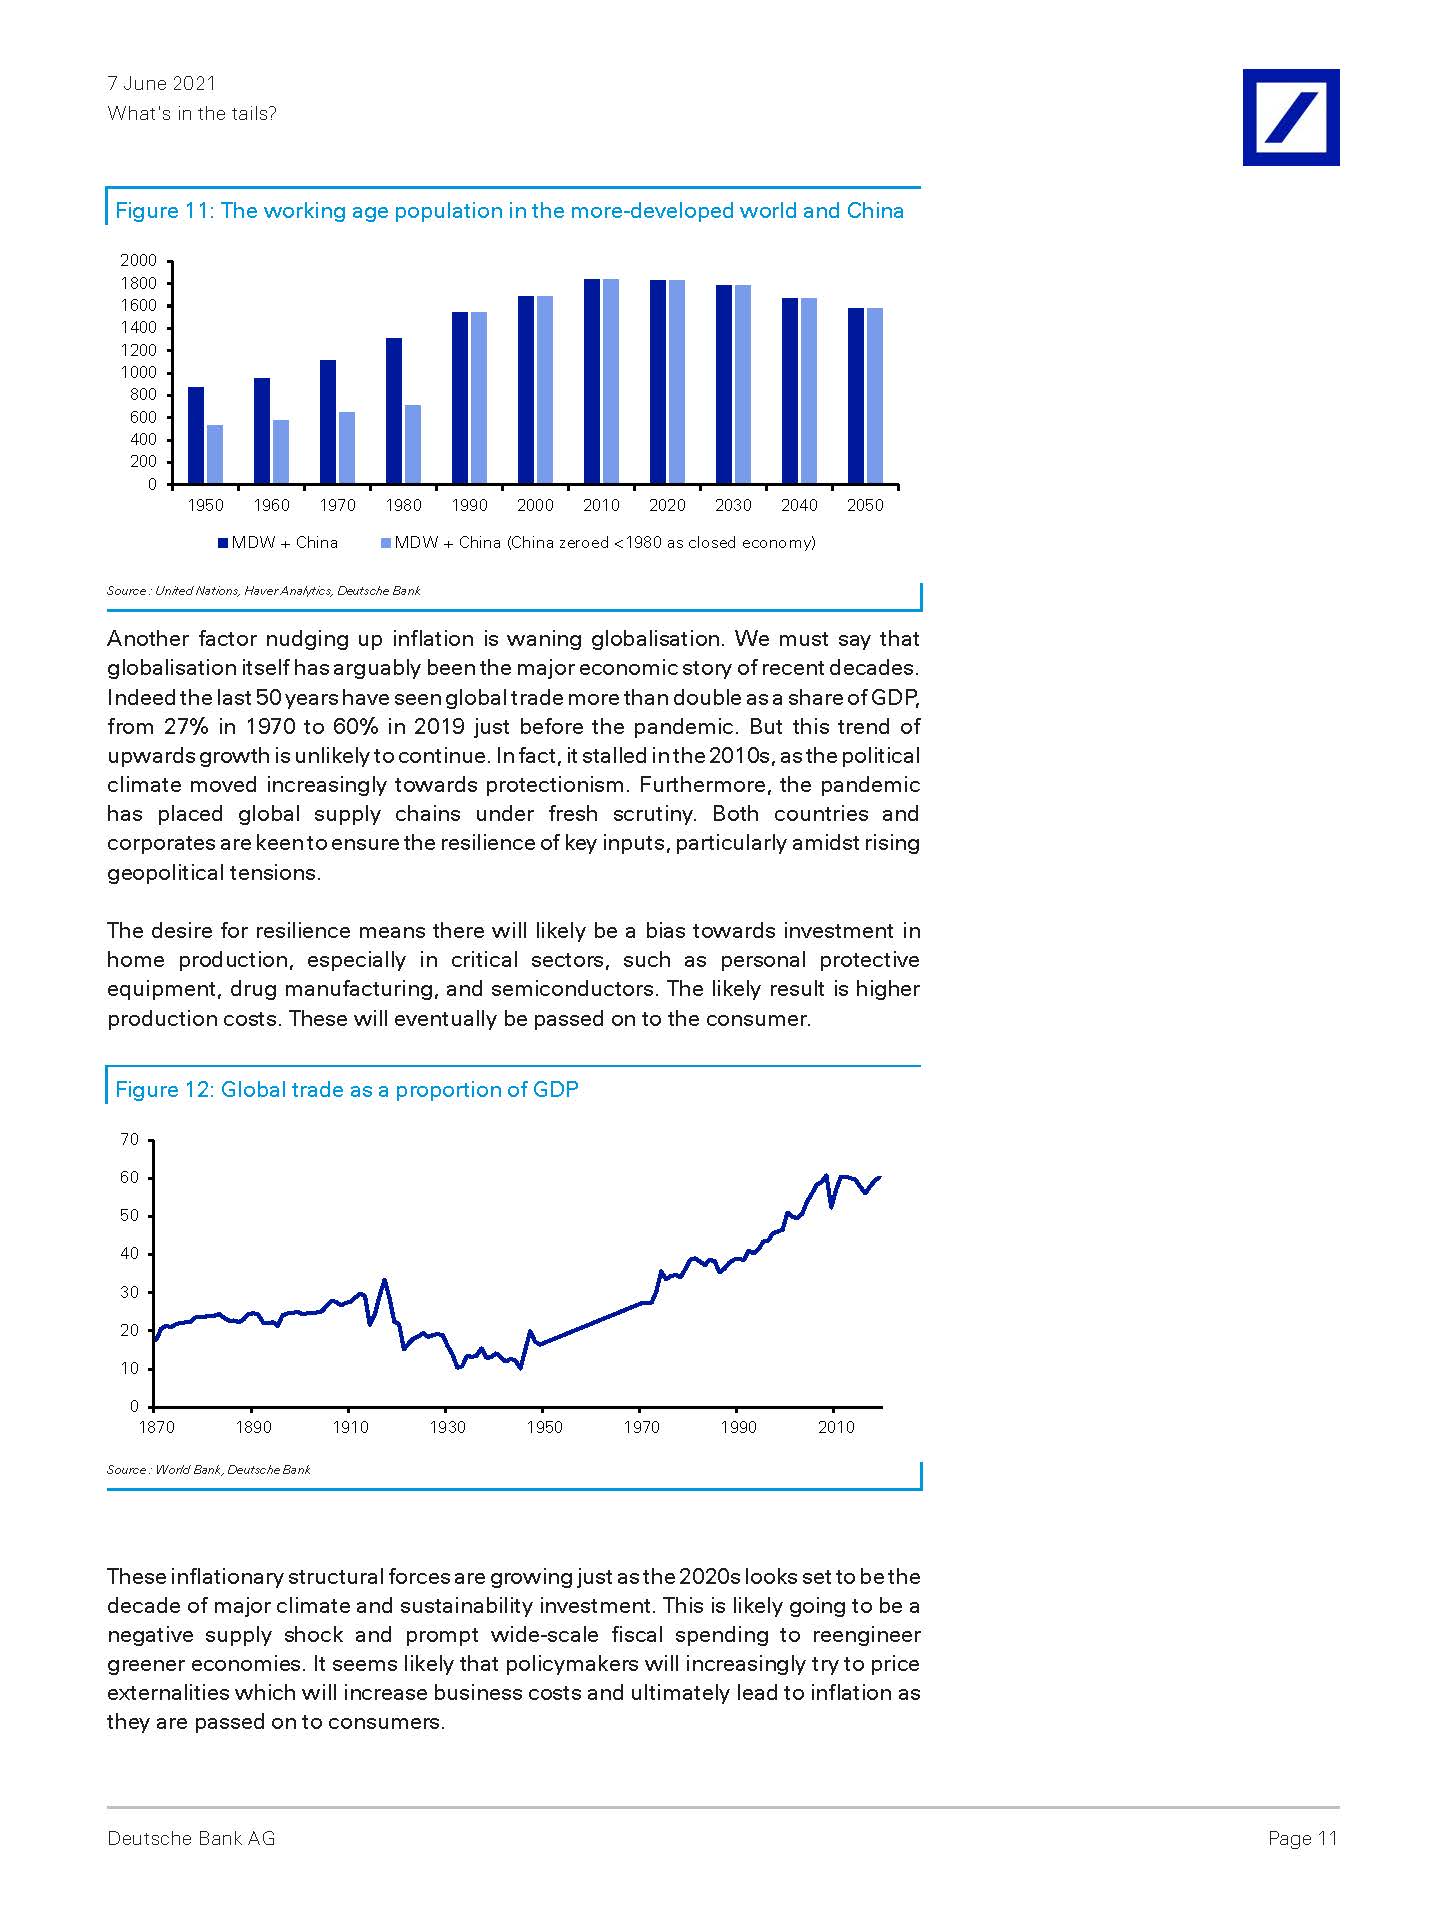 7 June 2021
What's in the tails?
Figure 11: The working age population in the more-developed world and China
2000
1800
1600
1400
1200
1000
800
600
400
200
0
1950 1960 1970 1980 1990 2000 2010 2020 2030 2040 2050
MDW + China MDW + China (China zeroed <1980 as closed economy)
Source : United Nations, Haver Analytics, Deutsche Bank
Another factor nudging up inflation is waning globalisation. We must say that
globalisation itself has arguably been the major economic story of recent decades.
Indeed the last 50 years have seen global trade more than double as a share of GDP,
from 27% in 1970 to 60% in 2019 just before the pandemic. But this trend of
upwards growth is unlikely to continue. In fact, it stalled in the 2010s, as the political
climate moved increasingly towards protectionism. Furthermore, the pandemic
has placed global supply chains under fresh scrutiny. Both countries and
corporates are keen to ensure the resilience of key inputs, particularly amidst rising
geopolitical tensions.
The desire for resilience means there will likely be a bias towards investment in
home production, especially in critical sectors, such as personal protective
equipment, drug manufacturing, and semiconductors. The likely result is higher
production costs. These will eventually be passed on to the consumer.
Figure 12: Global trade as a proportion of GDP
70
60
50
40
30
20
10
0
1870 1890 1910 1930 1950 1970 1990 2010
Source : World Bank, Deutsche Bank
These inflationary structural forces are growing just as the 2020s looks set to be the
decade of major climate and sustainability investment. This is likely going to be a
negative supply shock and prompt wide-scale fiscal spending to reengineer
greener economies. It seems likely that policymakers will increasingly try to price
externalities which will increase business costs and ultimately lead to inflation as
they are passed on to consumers.
Deutsche Bank AG Page 11